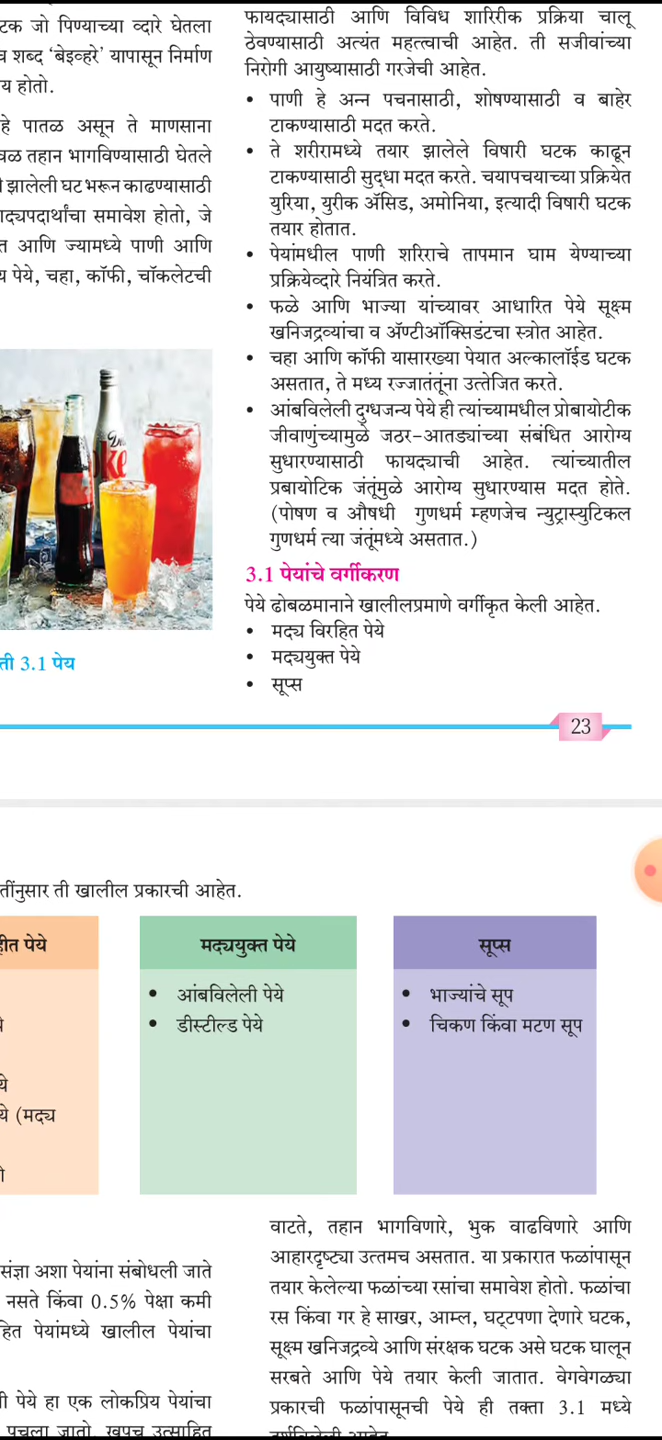 टक जो पिण्याच्या व्दारे घेतला
शब्द 'बेइव्हरे' यापासून निर्माण
य होतो.
हे पातळ असून ते माणसाना
वळ तहान भागविण्यासाठी घेतले
झालेली घट भरून काढण्यासाठी
ाद्यपदार्थांचा समावेश होतो, जे
त आणि ज्यामध्ये पाणी आणि
य पेये, चहा, कॉफी, चॉकलेटची
ke
ती 3.1 पेय
फायद्यासाठी आणि विविध शारिरीक प्रक्रिया चालू
ठेवण्यासाठी अत्यंत महत्त्वाची आहेत. ती सजीवांच्या
निरोगी आयुष्यासाठी गरजेची आहेत.
• पाणी हे अन्न पचनासाठी, शोषण्यासाठी व बाहेर
टाकण्यासाठी मदत करते.
• ते शरीरामध्ये तयार झालेले विषारी घटक काढून
टाकण्यासाठी सुद्धा मदत करते. चयापचयाच्या प्रक्रियेत
युरिया, युरीक ॲसिड, अमोनिया, इत्यादी विषारी घटक
तयार होतात.
• पेयांमधील पाणी शरिराचे तापमान घाम येण्याच्या
प्रक्रियेव्दारे नियंत्रित करते.
• फळे आणि भाज्या यांच्यावर आधारित पेये सूक्ष्म
खनिजद्रव्यांचा व ॲण्टीऑक्सिडंटचा स्त्रोत आहेत.
• चहा आणि कॉफी यासारख्या पेयात अल्कालॉईड घटक
असतात, ते मध्य रज्जातंतूंना उत्तेजित करते.
• आंबविलेली दुग्धजन्य पेये ही त्यांच्यामधील प्रोबायोटीक
जीवाणुंच्यामुळे जठर-आतड्यांच्या संबंधित आरोग्य
सुधारण्यासाठी फायद्याची आहेत. त्यांच्यातील
प्रबायोटिक जंतूंमुळे आरोग्य सुधारण्यास मदत होते.
(पोषण व औषधी गुणधर्म म्हणजेच न्युट्रास्युटिकल
गुणधर्म त्या जंतूंमध्ये असतात.)
3.1 पेयांचे वर्गीकरण
पेये ढोबळमानाने खालीलप्रमाणे वर्गीकृत केली आहेत.
• मद्य विरहित पेये
• मद्ययुक्त पेये
• सूप्स
23
तींनुसार ती खालील प्रकारची आहेत.
हीत पेये
ये
ये (मद्य
मद्ययुक्त पेये
• आंबविलेली पेये
• डीस्टील्ड पेये
सूप्स
• भाज्यांचे सूप
• चिकण किंवा मटण सूप
संज्ञा अशा पेयांना संबोधली जाते
नसते किंवा 0.5% पेक्षा कमी
हित पेयांमध्ये खालील पेयांचा
ी पेये हा एक लोकप्रिय पेयांचा
पचला जातो. खूपच उत्साहित
वाटते, तहान भागविणारे, भुक वाढविणारे आणि
आहारदृष्ट्या उत्तमच असतात. या प्रकारात फळांपासून
तयार केलेल्या फळांच्या रसांचा समावेश होतो. फळांचा
रस किंवा गर हे साखर, आम्ल, घट्टपणा देणारे घटक,
सूक्ष्म खनिजद्रव्ये आणि संरक्षक घटक असे घटक घालून
सरबते आणि पेये तयार केली जातात. वेगवेगळ्या
प्रकारची फळांपासूनची पेये ही तक्ता 3.1 मध्ये